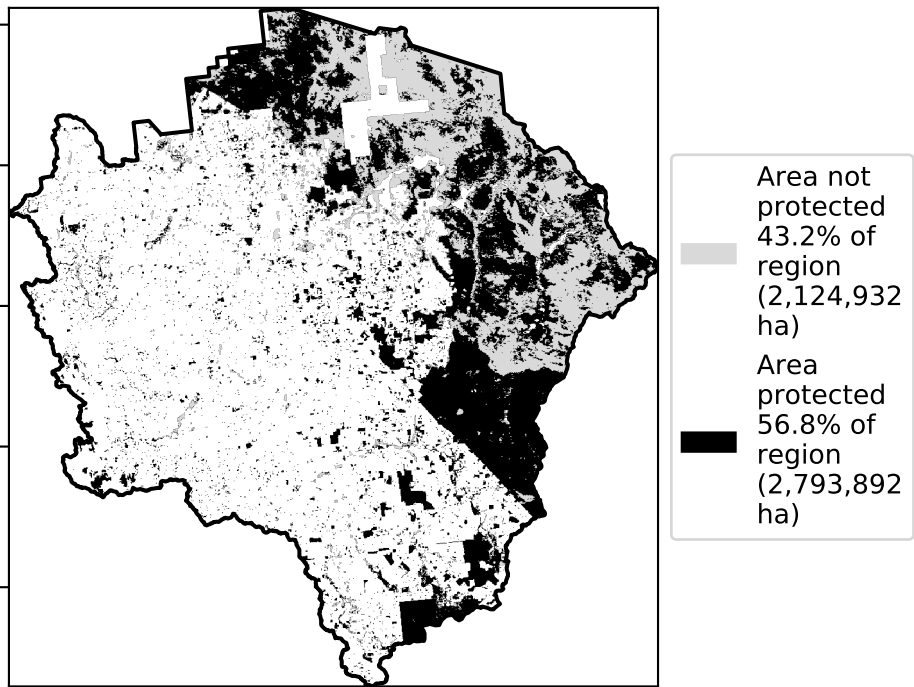 Area not
protected
43.2% of
region
(2,124,932
ha)
Area
protected
56.8% of
region
(2,793,892
ha)